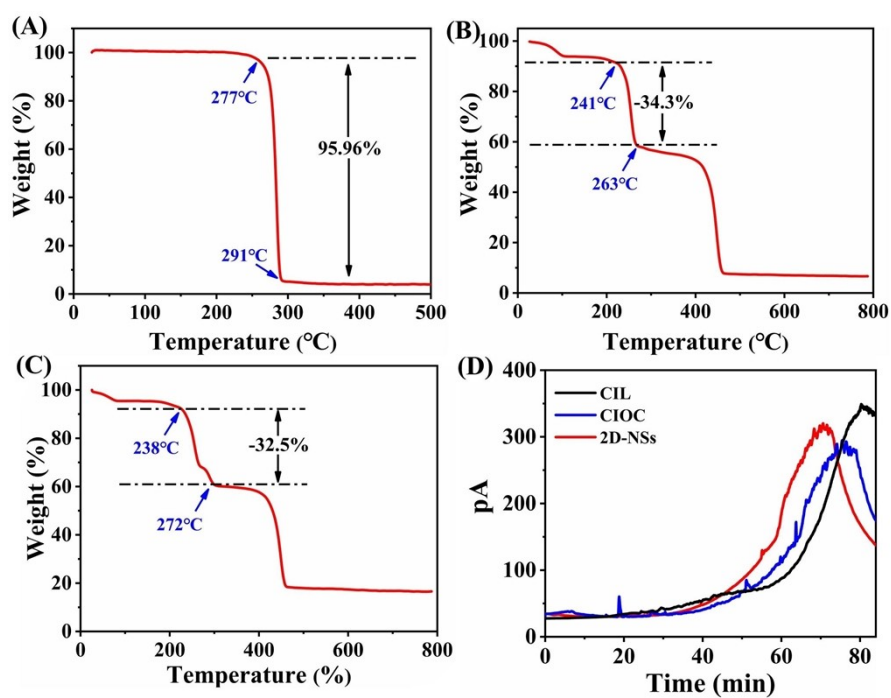 (A)
Weight (%)
100
80
60
40
20
0
277℃
95.96%
291℃
0 100 200 300 400 500
Temperature (℃)
(B)
Weight (%)
100
80
60
40
20
0
241℃
-34.3%
263℃
0 200 400 600 800
Temperature (℃)
(C)
Weight (%)
100
80
60
40
20
0
238℃
-32.5%
272℃
0 200 400 600 800
Temperature (%)
(D)
pA
400
300
200
100
0
CIL
CIOC
2D-NSs
0 20 40 60 80
Time (min)